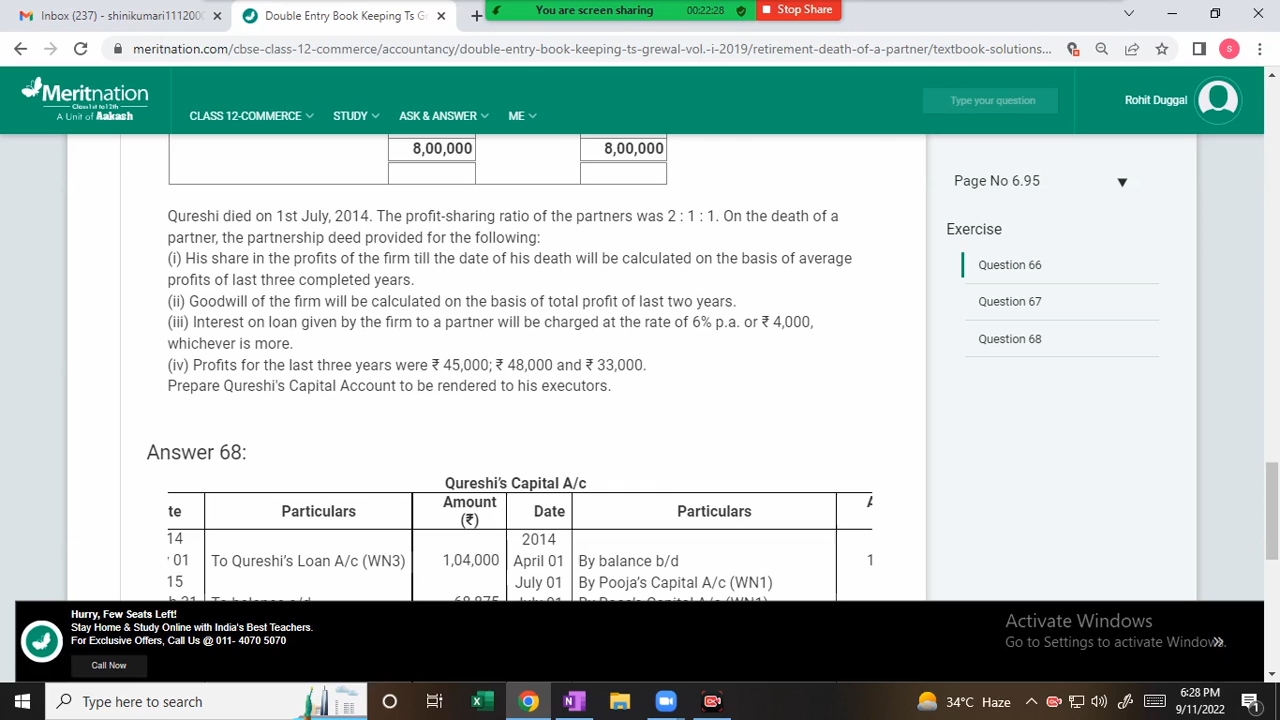 Inbox (237) - shinikumari111200
Double Entry Book Keeping Ts Gr
You are screen sharing
00:22:28
Stop Share
meritnation.com/cbse-class-12-commerce/accountancy/double-entry-book-keeping-ts-grewal-vol.-i-2019/retirement-death-of-a-partner/textbook-solutions...
S
Meritnation
Class 1st to 12th
A Unit of Aakash
CLASS 12-COMMERCE
STUDY
ASK & ANSWER
ME
Type your question
Rohit Duggal
8,00,000 8,00,000
Page No 6.95
Exercise
Question 66
Question 67
Question 68
Qureshi died on 1st July, 2014. The profit-sharing ratio of the partners was 2 : 1 : 1. On the death of a
partner, the partnership deed provided for the following:
(i) His share in the profits of the firm till the date of his death will be calculated on the basis of average
profits of last three completed years.
(ii) Goodwill of the firm will be calculated on the basis of total profit of last two years.
(iii) Interest on loan given by the firm to a partner will be charged at the rate of 6% p.a. or ₹ 4,000,
whichever is more.
(iv) Profits for the last three years were ₹ 45,000; ₹ 48,000 and ₹ 33,000.
Prepare Qureshi's Capital Account to be rendered to his executors.
Answer 68:
Qureshi's Capital A/c
te Particulars Amount (₹) Date Particulars
14 2014
01 To Qureshi's Loan A/c (WN3) 1,04,000 April 01 By balance b/d 1
15 July 01 By Pooja's Capital A/c (WN1)
Hurry, Few Seats Left!
Stay Home & Study Online with India's Best Teachers.
For Exclusive Offers, Call Us @ 011- 4070 5070
Call Now
Activate Windows
Go to Settings to activate Windows.
Type here to search
34°C Haze
6:28 PM
9/11/2022
1